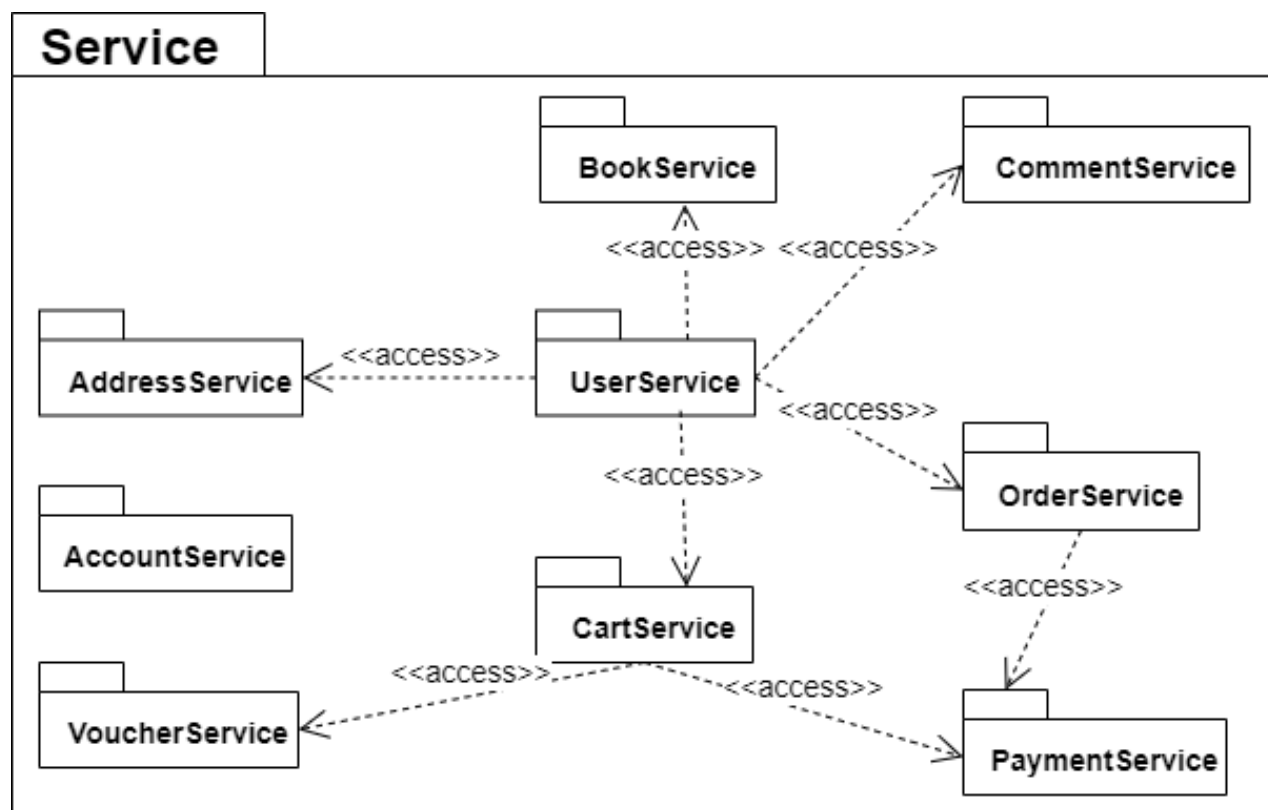 Service
BookService
CommentService
<<access>>
<<access>>
<<access>>
AddressService
UserService
<<access>>
<<access>>
OrderService
AccountService
<<access>>
CartService
<<access>>
<<access>>
VoucherService
PaymentService